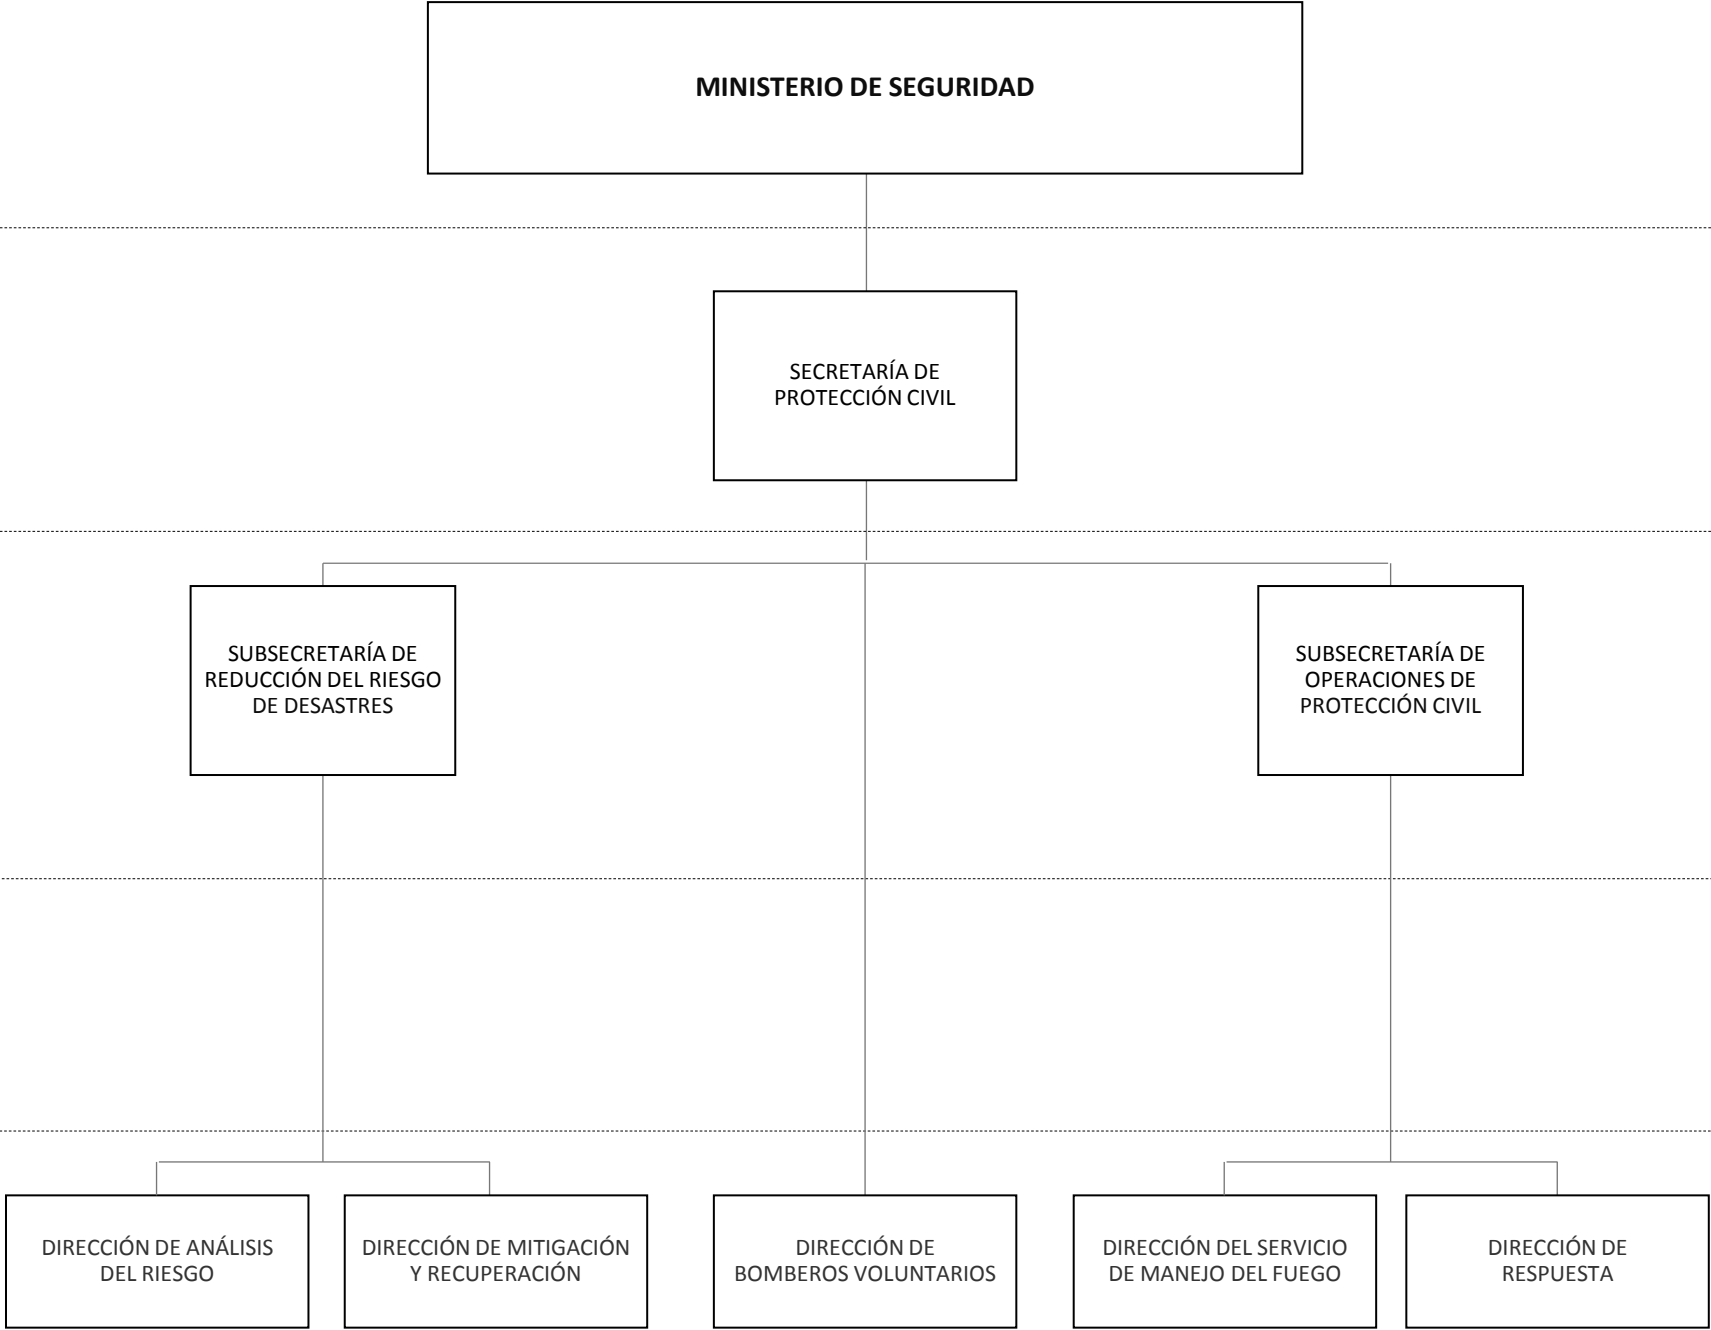 MINISTERIO DE SEGURIDAD
SECRETARÍA DE
PROTECCIÓN CIVIL
SUBSECRETARÍA DE
REDUCCIÓN DEL RIESGO
DE DESASTRES
SUBSECRETARÍA DE
OPERACIONES DE
PROTECCIÓN CIVIL
DIRECCIÓN DE ANÁLISIS
DEL RIESGO
DIRECCIÓN DE MITIGACIÓN
Y RECUPERACIÓN
DIRECCIÓN DE
BOMBEROS VOLUNTARIOS
DIRECCIÓN DEL SERVICIO
DE MANEJO DEL FUEGO
DIRECCIÓN DE
RESPUESTA